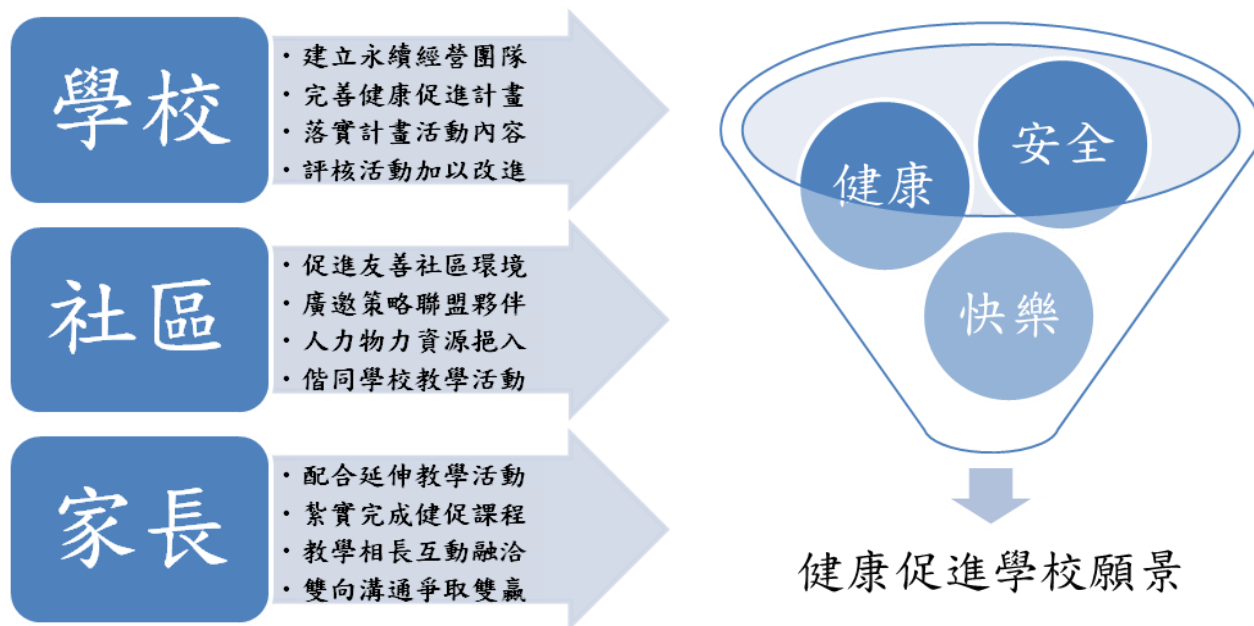 學校
・建立永續經營團隊
・完善健康促進計畫
・落實計畫活動內容
・評核活動加以改進
社區
・促進友善社區環境
・廣邀策略聯盟夥伴
・人力物力資源挹入
・偕同學校教學活動
家長
・配合延伸教學活動
・紮實完成健促課程
・教學相長互動融洽
・雙向溝通爭取雙贏
安全
健康
快樂
健康促進學校願景